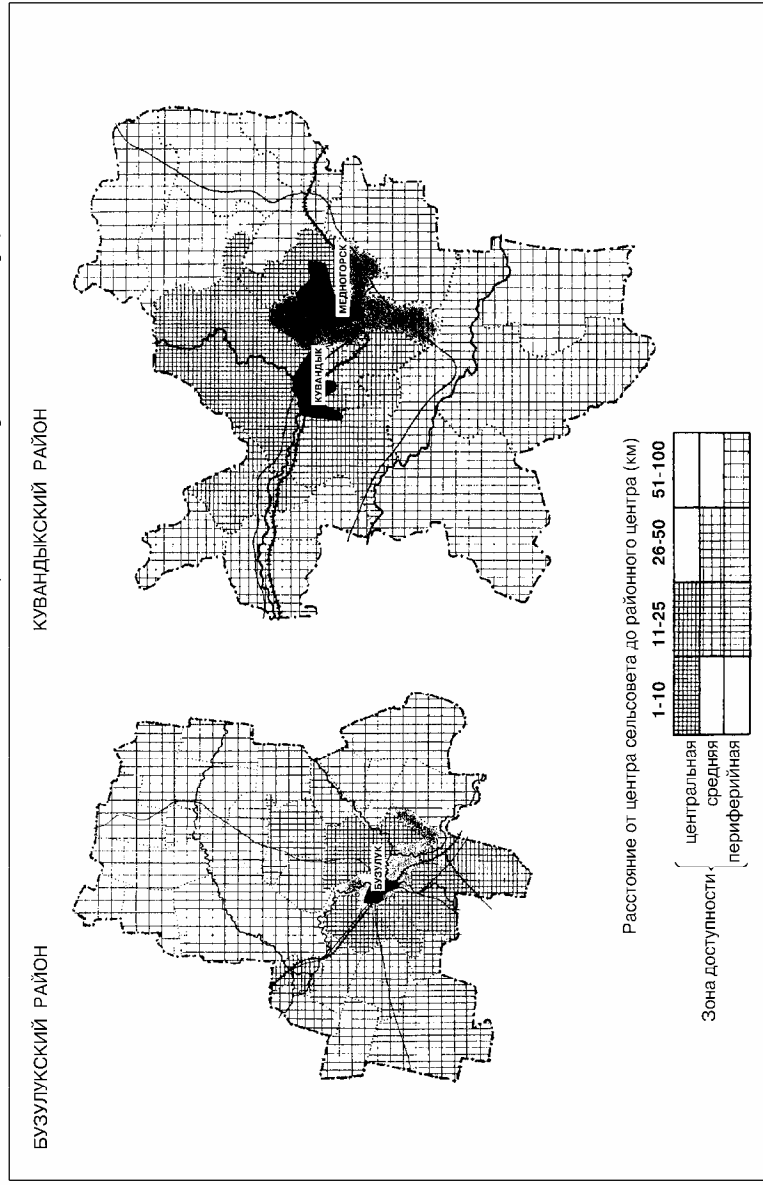 БУЗУЛУКСКИЙ РАЙОН
КУВАНДЫКСКИЙ РАЙОН
БУЗУЛУК
КУВАНДЫК
МЕДНОГОРСК
Расстояние от центра сельсовета до районного центра (км)
1-10 11-25 26-50 51-100
Зона доступности
центральная
средняя
периферийная